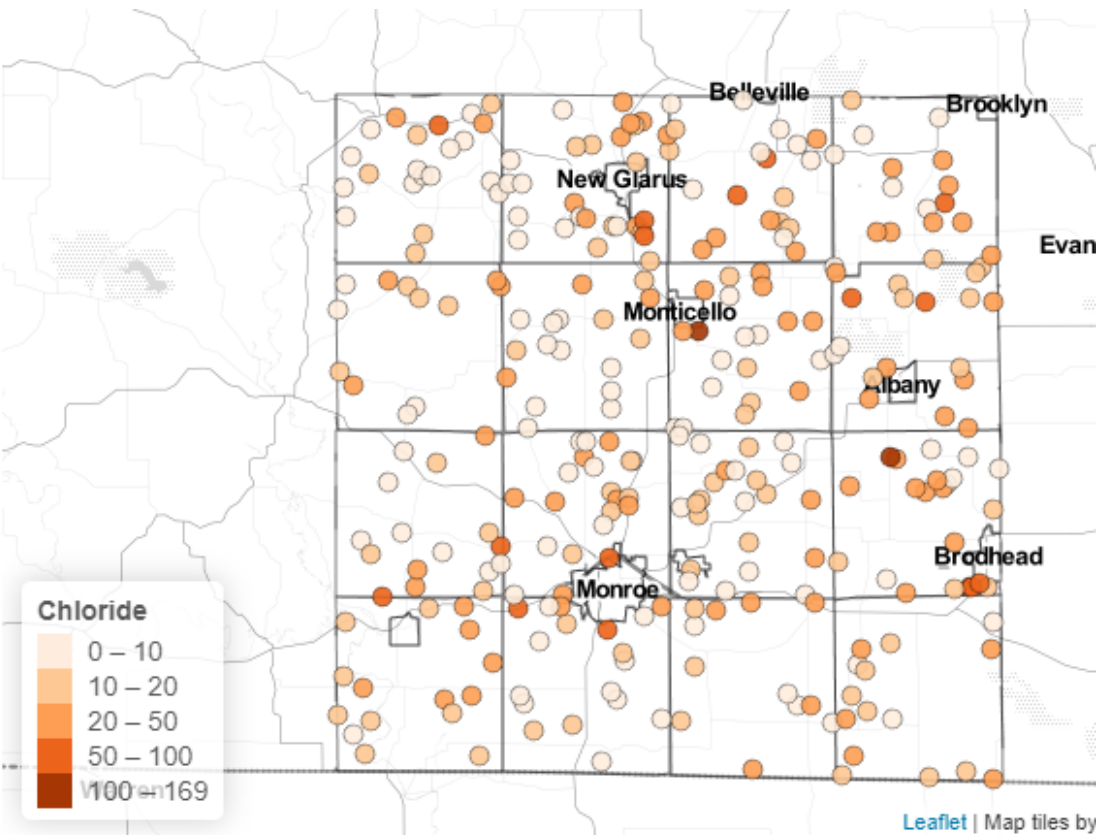 Belleville
Brooklyn
New Glarus
Evan
Monticello
Albany
Brodhead
Monroe
Chloride
0 – 10
10 – 20
20 – 50
50 – 100
Warren
100 – 169
Leaflet | Map tiles by